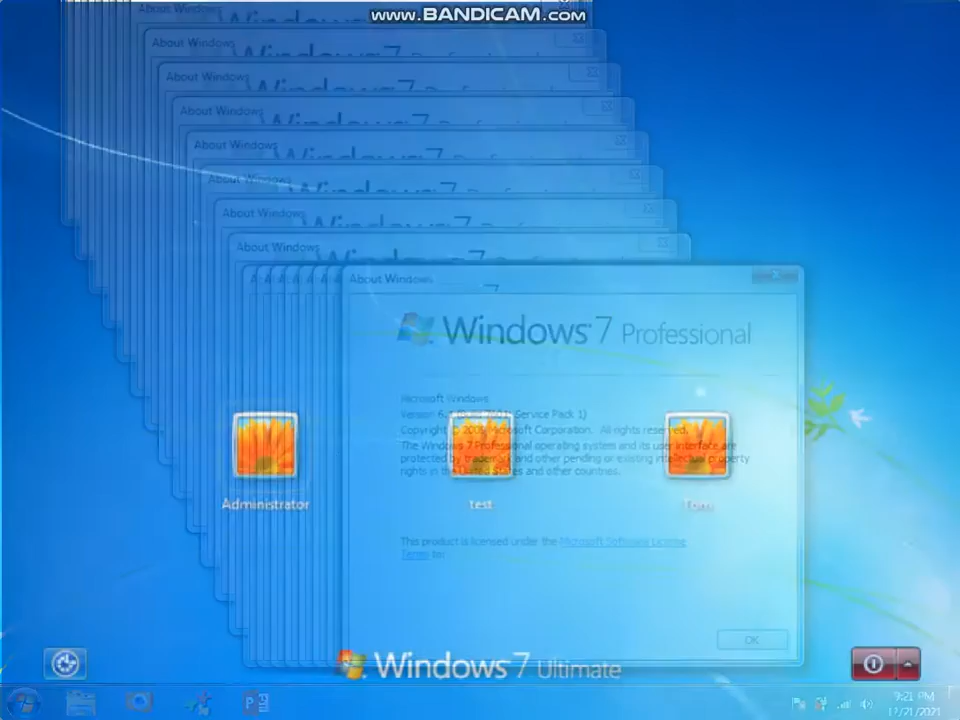 www.BANDICAM.com
About Windows
About Windows
About Windows
About Windows
About Windows
About Windows
About Windows
About Windows
About Windows
Windows 7 Professional
Microsoft Windows
Version 6.1 (Build 7601: Service Pack 1)
Copyright © 2009 Microsoft Corporation. All rights reserved.
The Windows 7 Professional operating system and its user interface are
protected by trademark and other pending or existing intellectual property
rights in the United States and other countries.
Administrator
test
Tom
This product is licensed under the Microsoft Software License
Terms to:
OK
Windows 7 Ultimate
9:21 PM
12/21/2021